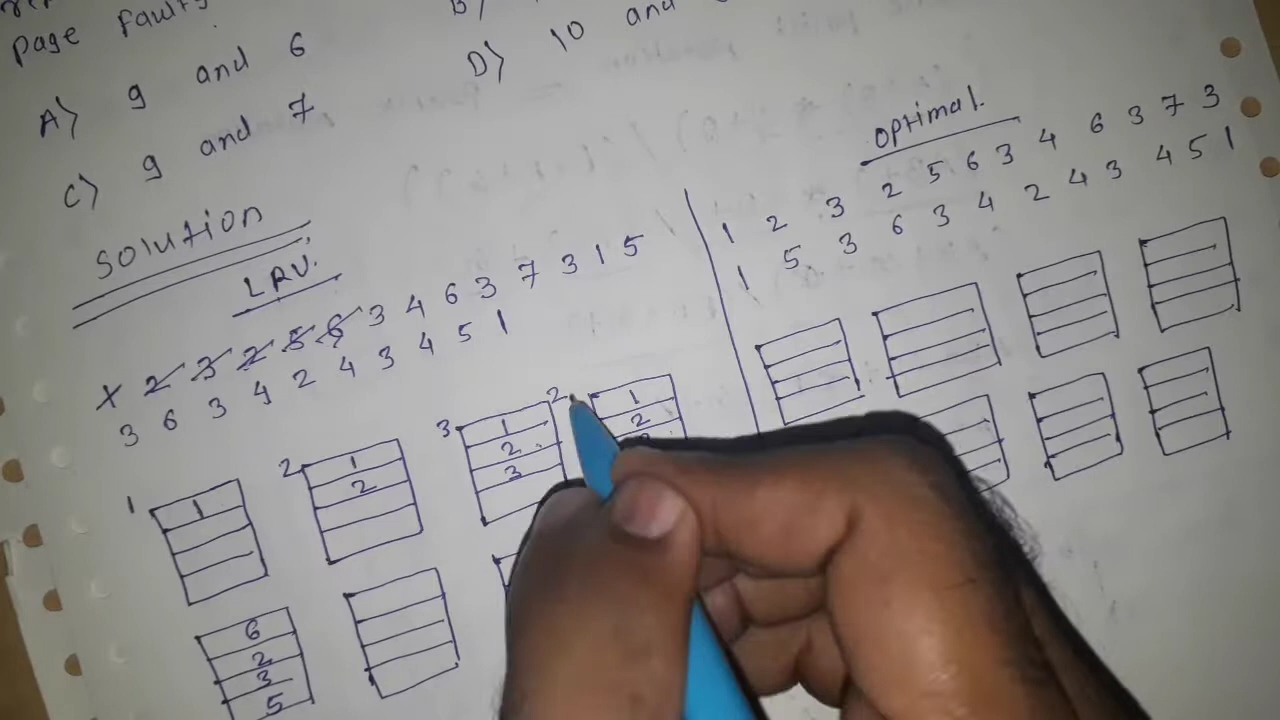 page fault
B)
A) 9 and 6
D) 10 and
C) 9 and 7
Solution
LRU.
1 2 3 2 5 6 3 4 6 3 7 3 1 5
3 6 3 4 2 4 3 4 5 1
optimal.
1 2 3 2 5 6 3 4 6 3 7 3
1 5 3 6 3 4 2 4 3 4 5 1
1
1
2
1
2
3
1
2
3
2
1
2
6
2
3
5